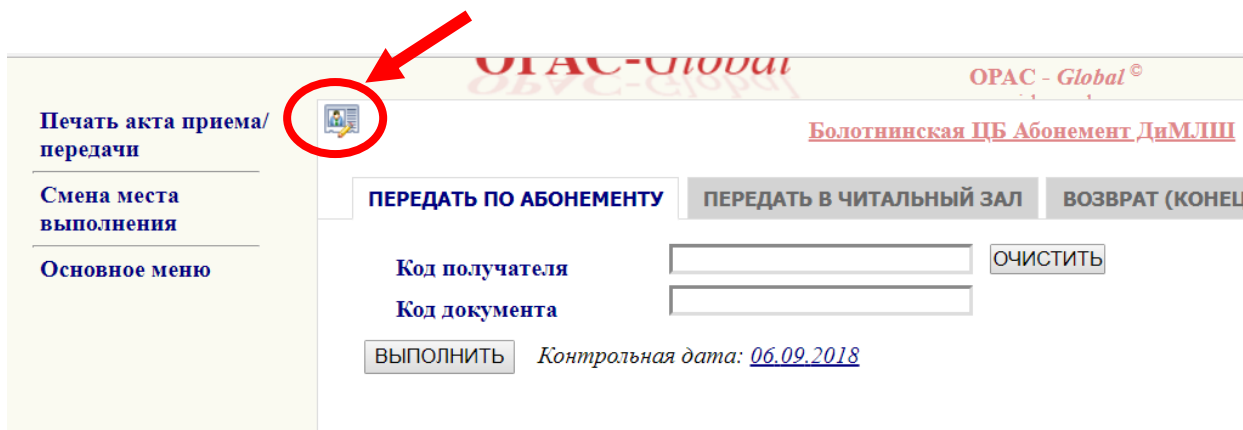 OPAC-Global
OPAC - Global ©
Печать акта приема/
передачи
Смена места
выполнения
Основное меню
Болотнинская ЦБ Абонемент ДиМЛШ
ПЕРЕДАТЬ ПО АБОНЕМЕНТУ
ПЕРЕДАТЬ В ЧИТАЛЬНЫЙ ЗАЛ
ВОЗВРАТ (КОНЕЦ
Код получателя
ОЧИСТИТЬ
Код документа
ВЫПОЛНИТЬ
Контрольная дата: 06.09.2018